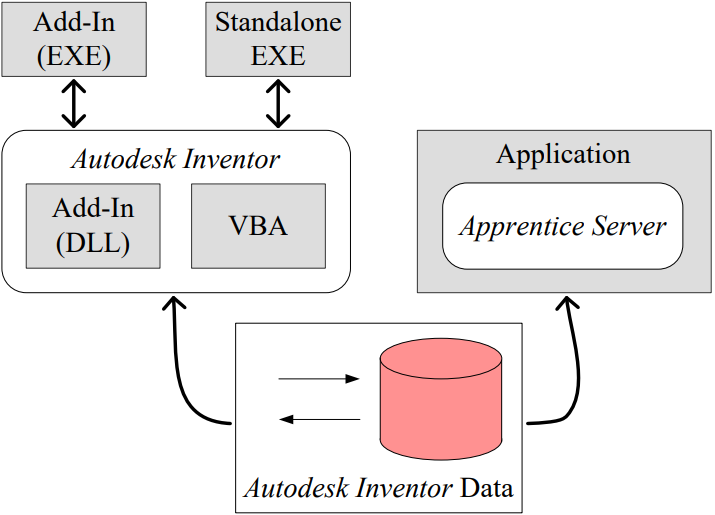 Add-In
(EXE)
Standalone
EXE
Autodesk Inventor
Add-In
(DLL)
VBA
Application
Apprentice Server
Autodesk Inventor Data